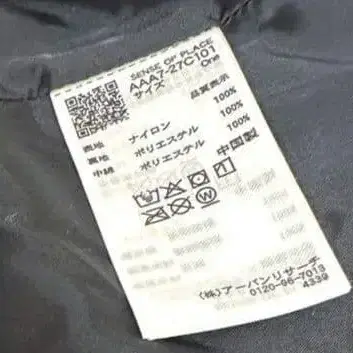 SENSE OF PLACE
AAA7-27C101
サイズ One
品質表示
表地 ナイロン 100%
裏地 ポリエステル 100%
中綿 ポリエステル 100%
中国製
(株)アーバンリサーチ
0120-96-7013
4339